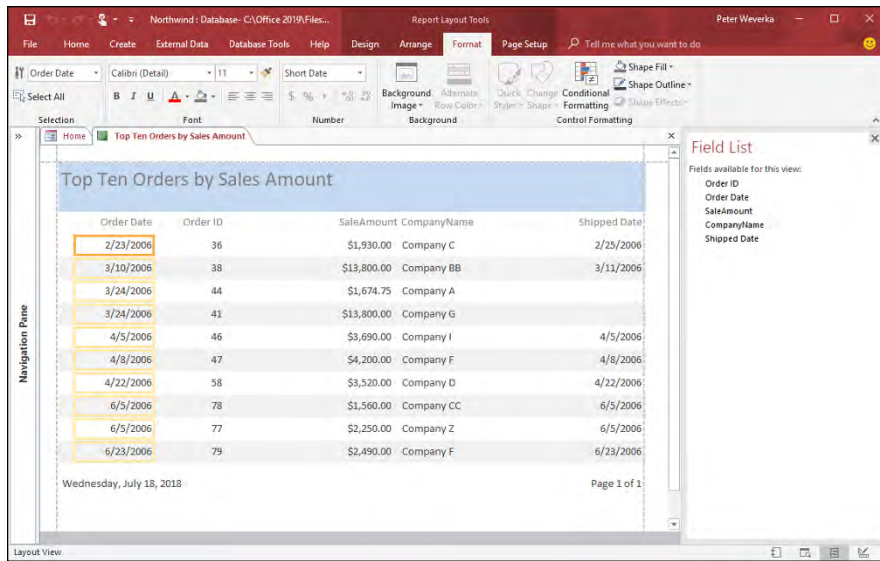 Northwind : Database- C:\Office 2019\Files...
Report Layout Tools
Peter Weverka
File Home Create External Data Database Tools Help Design Arrange Format Page Setup Tell me what you want to do
Order Date Calibri (Detail) 11 Short Date
Select All B I U A $ % Background Image Alternate Row Color Quick Styles Change Shape Conditional Formatting Shape Fill
Shape Outline
Shape Effects
Selection Font Number Background Control Formatting
Home Top Ten Orders by Sales Amount
Navigation Pane
Top Ten Orders by Sales Amount
Order Date Order ID SaleAmount CompanyName Shipped Date
2/23/2006 36 $1,930.00 Company C 2/25/2006
3/10/2006 38 $13,800.00 Company BB 3/11/2006
3/24/2006 44 $1,674.75 Company A
3/24/2006 41 $13,800.00 Company G
4/5/2006 46 $3,690.00 Company I 4/5/2006
4/8/2006 47 $4,200.00 Company F 4/8/2006
4/22/2006 58 $3,520.00 Company D 4/22/2006
6/5/2006 78 $1,560.00 Company CC 6/5/2006
6/5/2006 77 $2,250.00 Company Z 6/5/2006
6/23/2006 79 $2,490.00 Company F 6/23/2006
Wednesday, July 18, 2018 Page 1 of 1
Field List
Fields available for this view:
Order ID
Order Date
SaleAmount
CompanyName
Shipped Date
Layout View